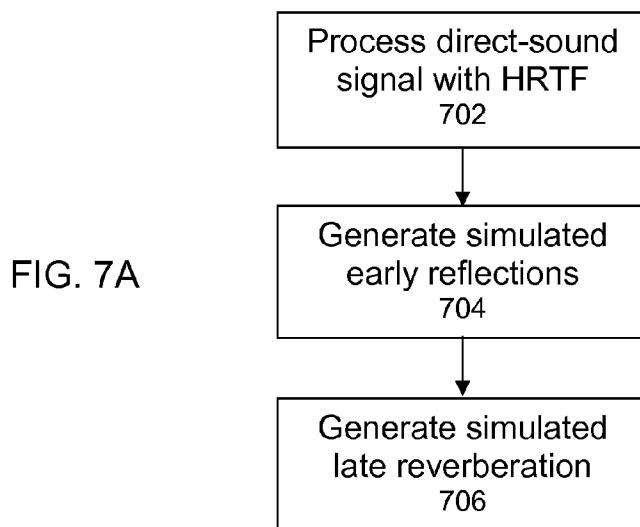 Process direct-sound
signal with HRTF
702
FIG. 7A
Generate simulated
early reflections
704
Generate simulated
late reverberation
706